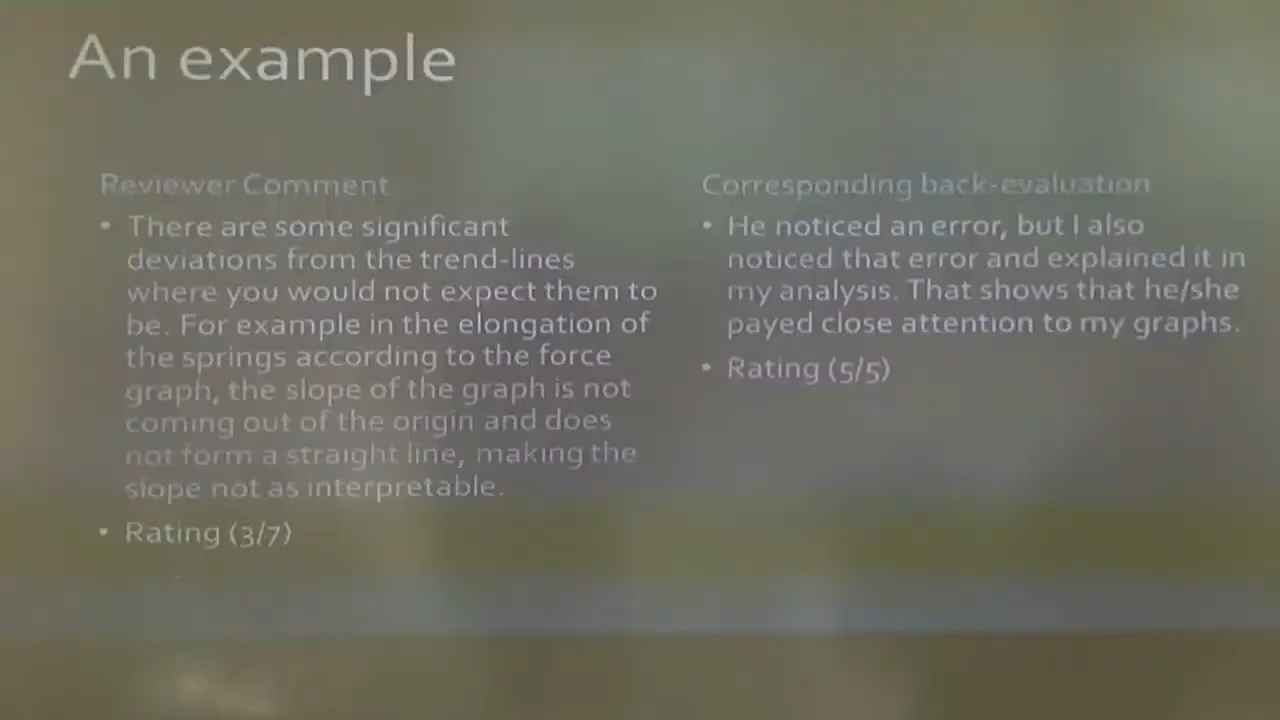 An example
Reviewer Comment
• There are some significant
deviations from the trend-lines
where you would not expect them to
be. For example in the elongation of
the springs according to the force
graph, the slope of the graph is not
coming out of the origin and does
not form a straight line, making the
slope not as interpretable.
• Rating (3/7)
Corresponding back-evaluation
• He noticed an error, but I also
noticed that error and explained it in
my analysis. That shows that he/she
payed close attention to my graphs.
• Rating (5/5)